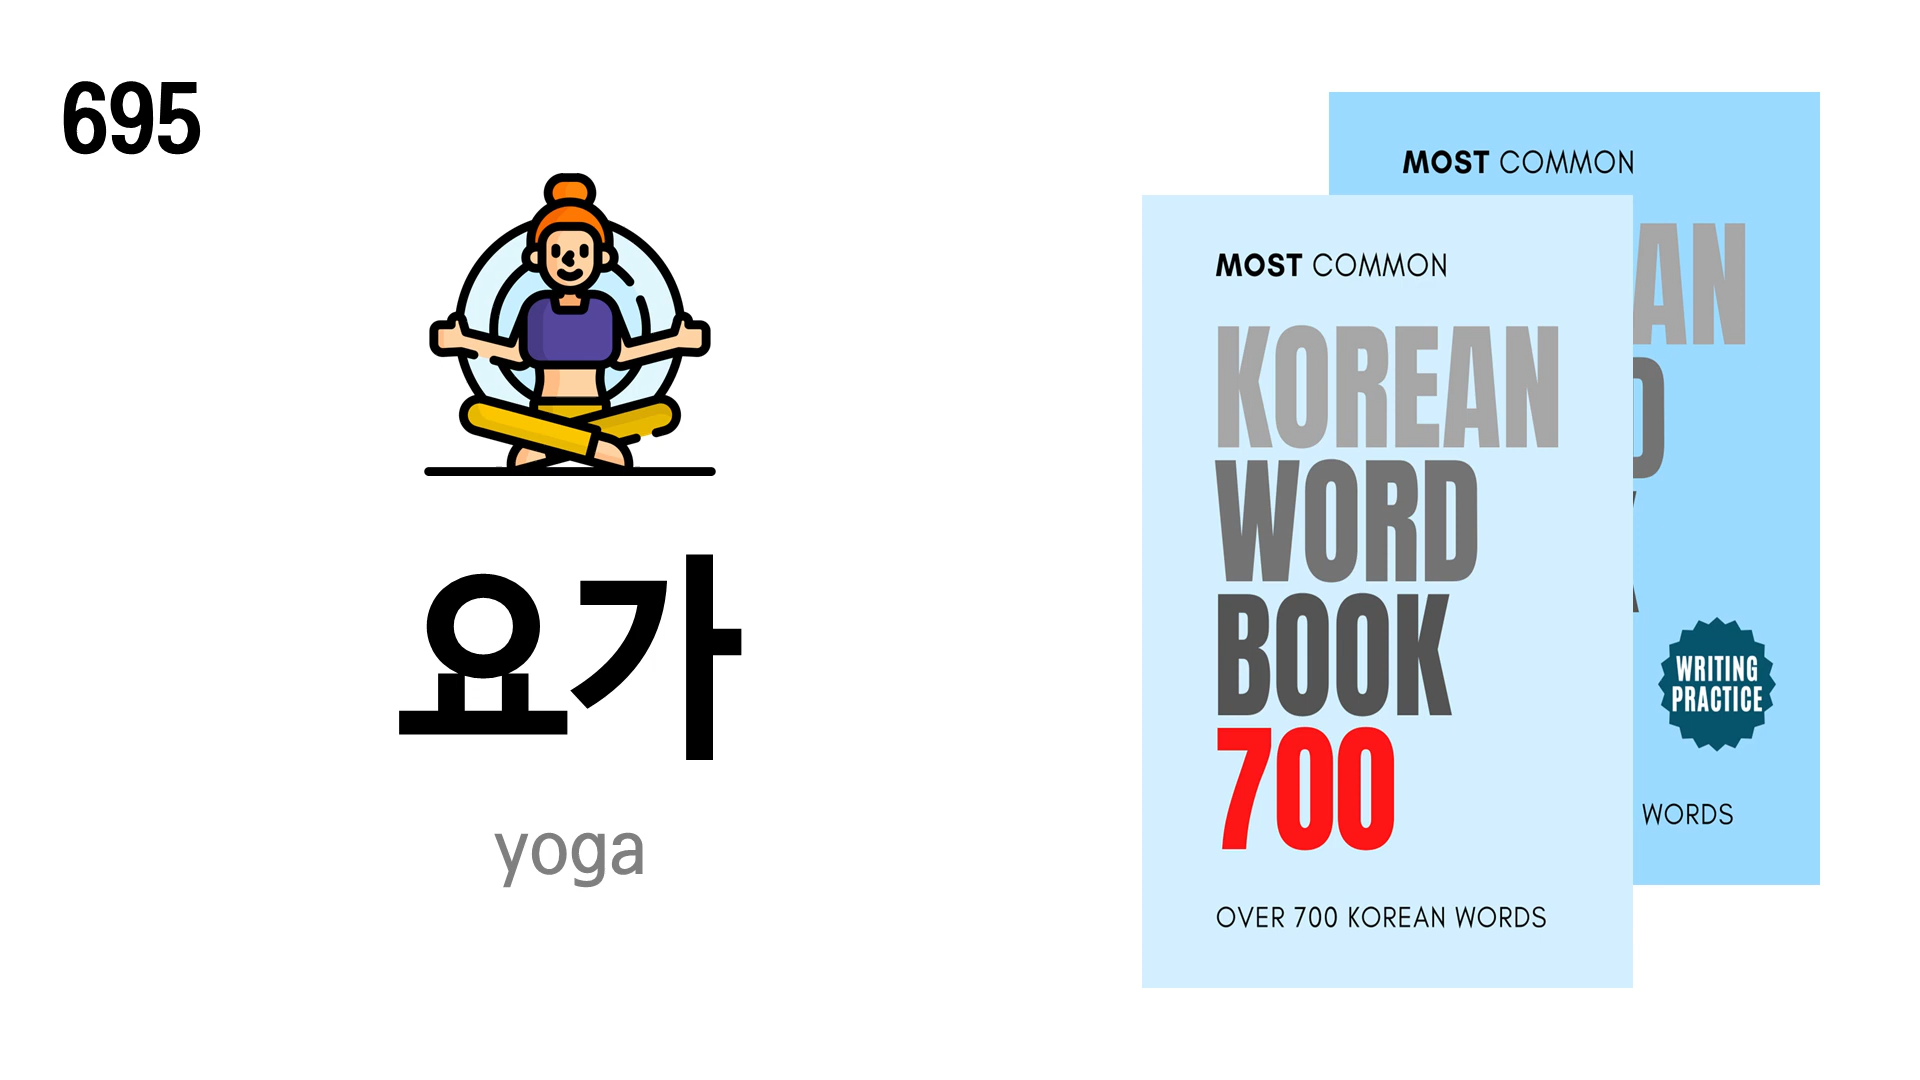 695
요가
yoga
MOST COMMON
KOREAN
WORD
BOOK
700
OVER 700 KOREAN WORDS
MOST COMMON
AN
D
WRITING
PRACTICE
WORDS